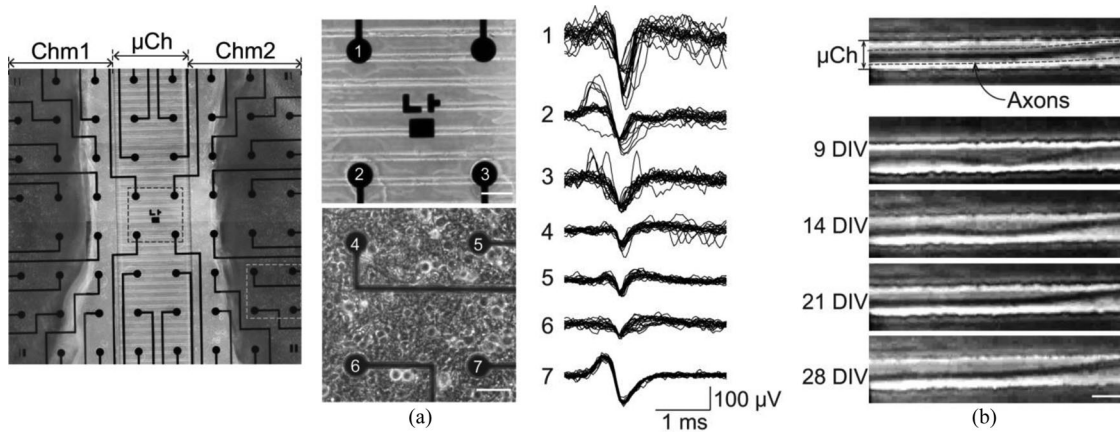 Chm1
µCh
Chm2
1
2
3
4
5
6
7
1
2
3
4
5
6
7
100 µV
1 ms
(a)
µCh
Axons
9 DIV
14 DIV
21 DIV
28 DIV
(b)